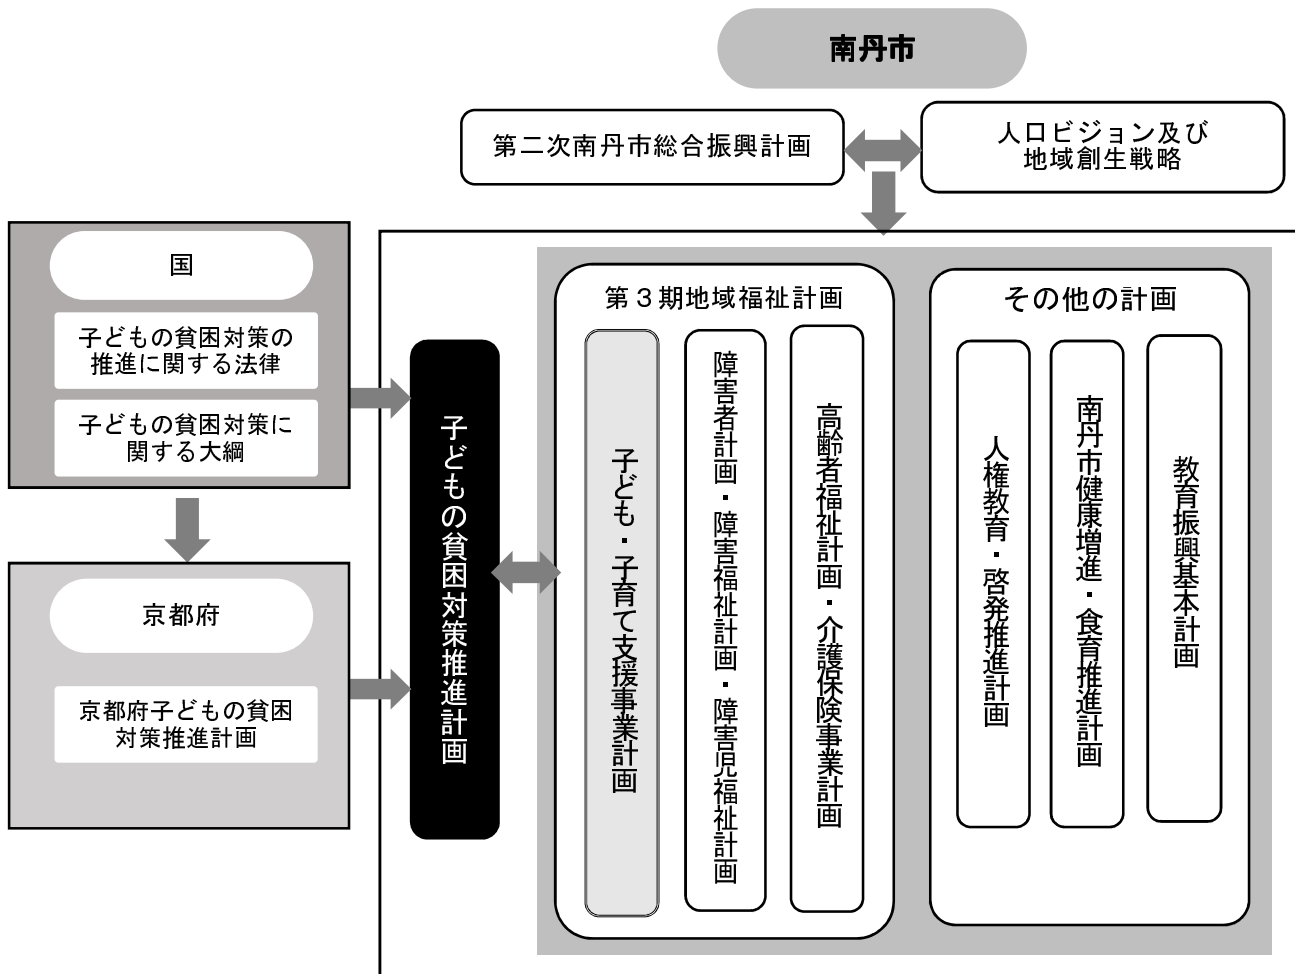 南丹市
第二次南丹市総合振興計画
人口ビジョン及び
地域創生戦略
国
子どもの貧困対策の
推進に関する法律
子どもの貧困対策に
関する大綱
京都府
京都府子どもの貧困
対策推進計画
子どもの貧困対策推進計画
第３期地域福祉計画
子ども・子育て支援事業計画
障害者計画・障害福祉計画・障害児福祉計画
高齢者福祉計画・介護保険事業計画
その他の計画
人権教育・啓発推進計画
南丹市健康増進・食育推進計画
教育振興基本計画